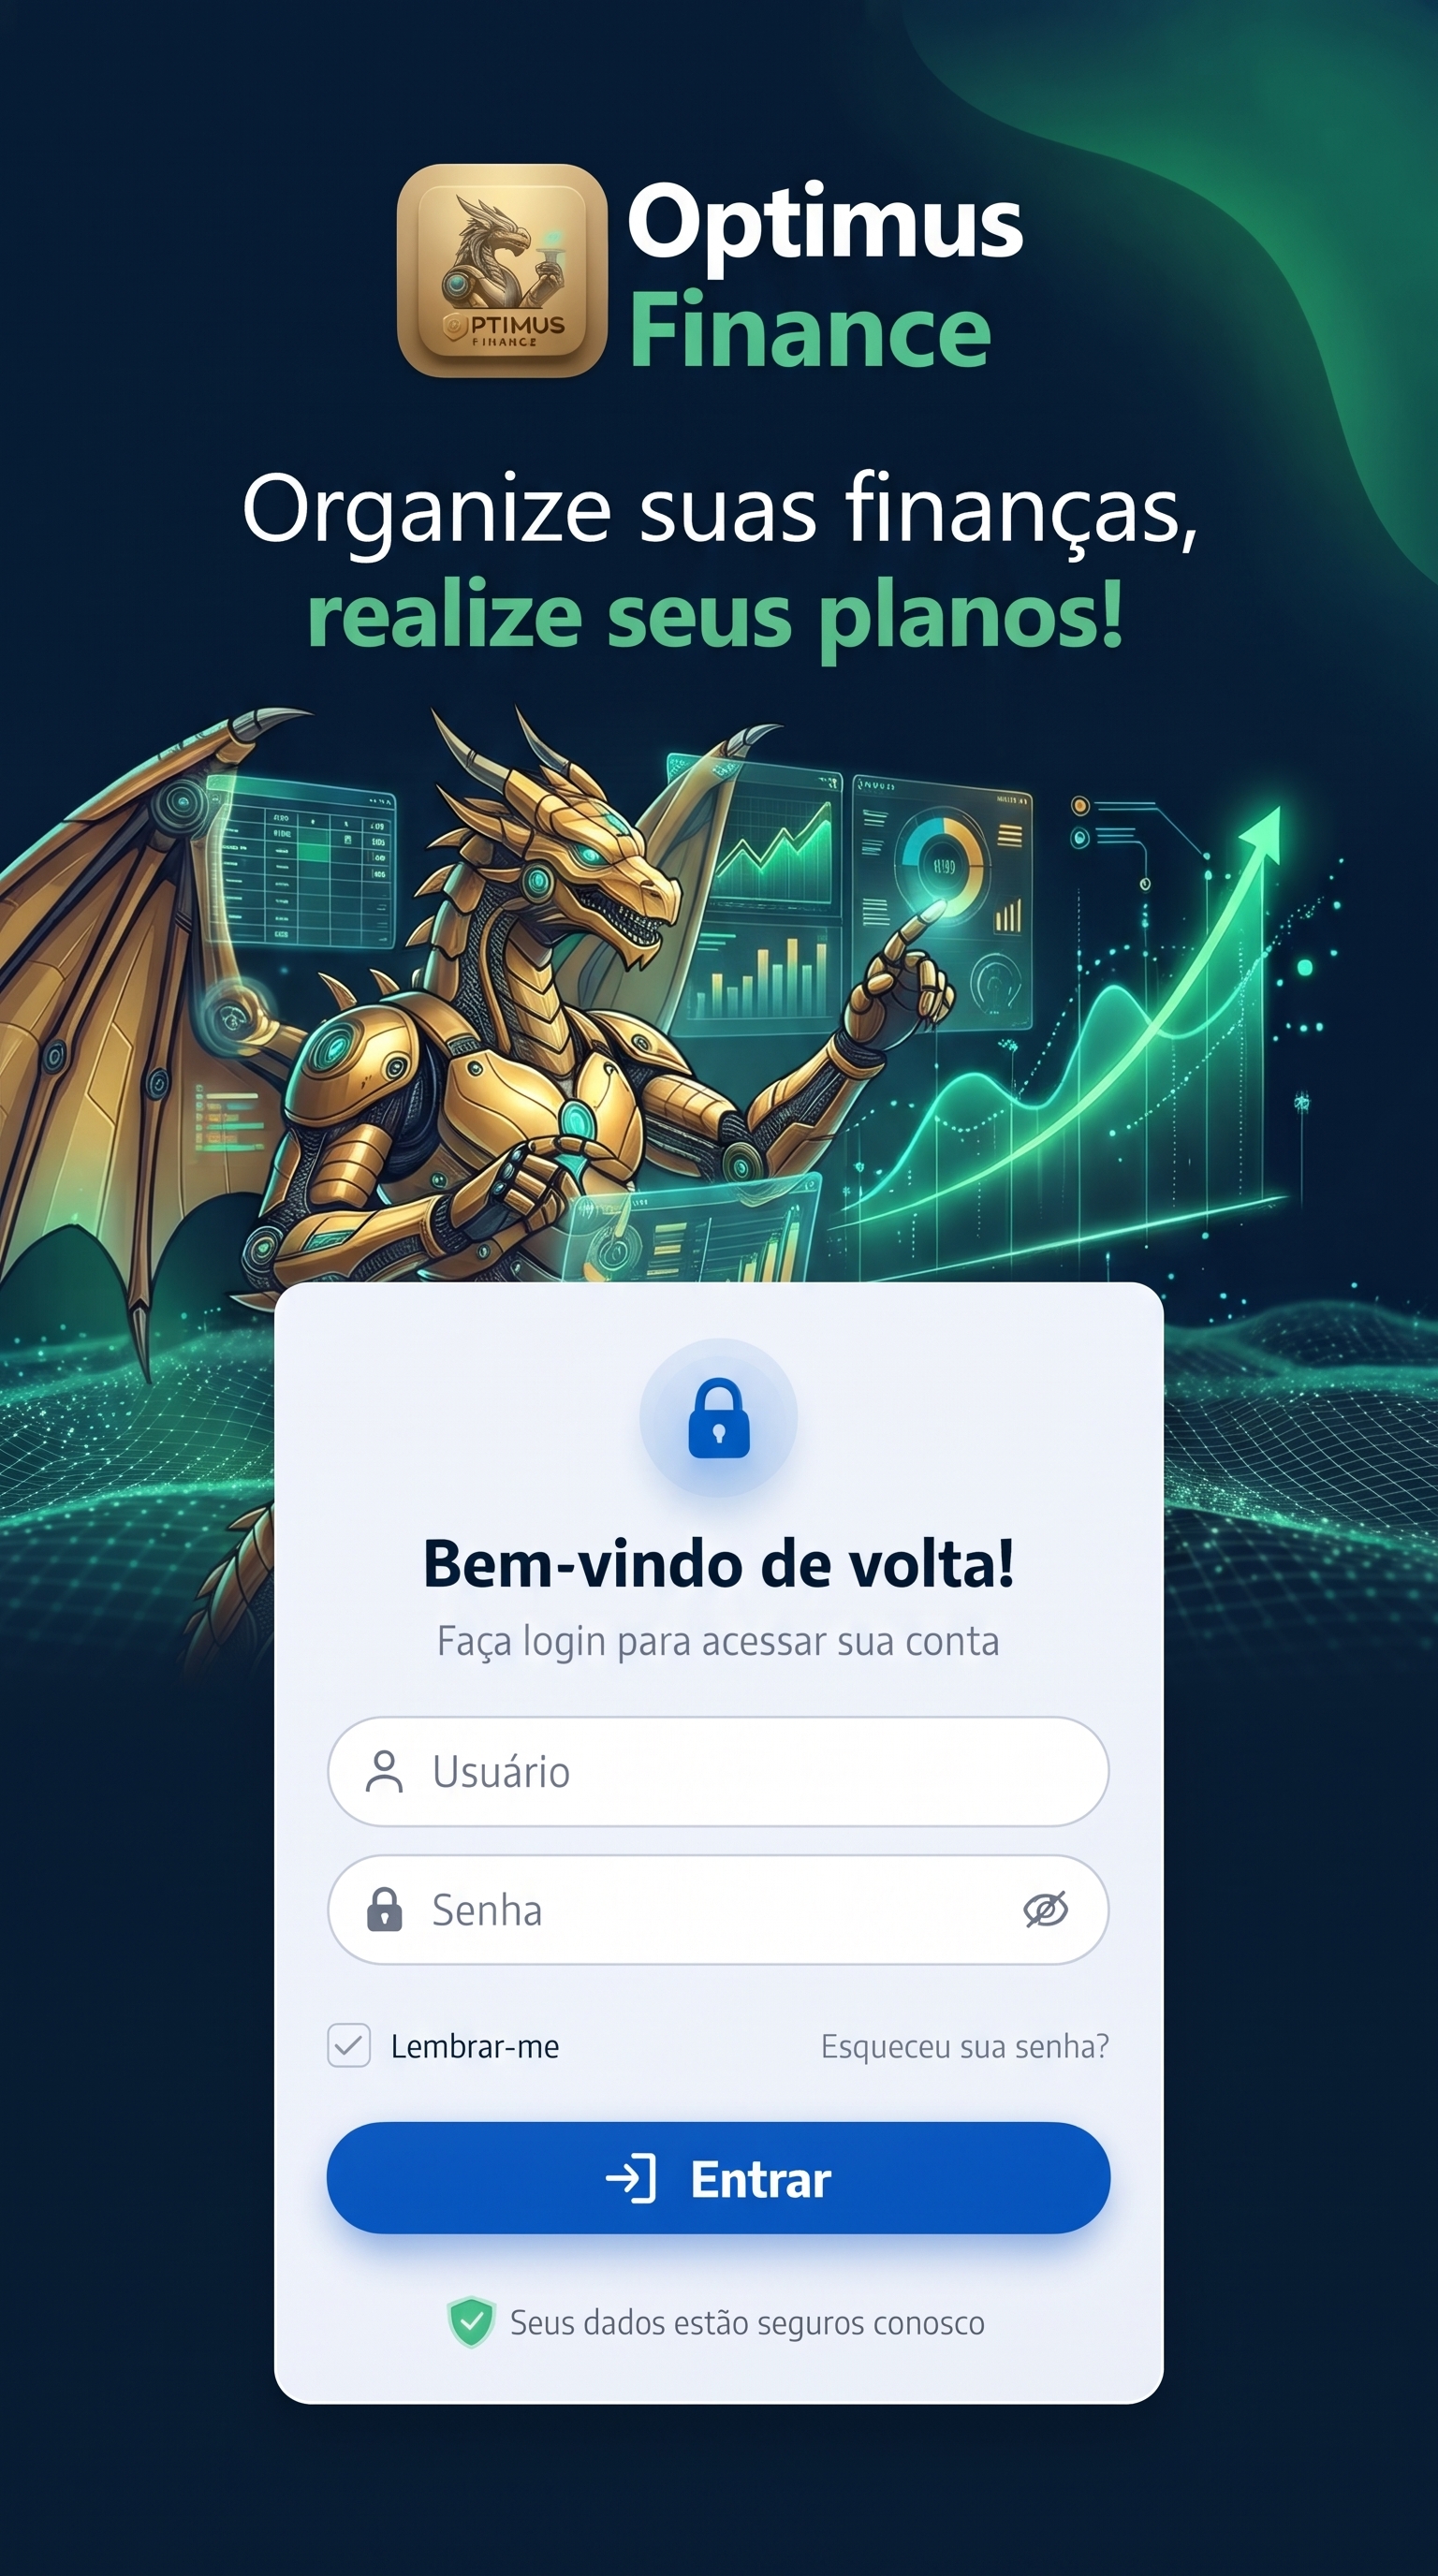 Optimus
Finance
PTIMUS
FINANCE
Organize suas finanças,
realize seus planos!
Bem-vindo de volta!
Faça login para acessar sua conta
Usuário
Senha
Lembrar-me
Esqueceu sua senha?
Entrar
Seus dados estão seguros conosco